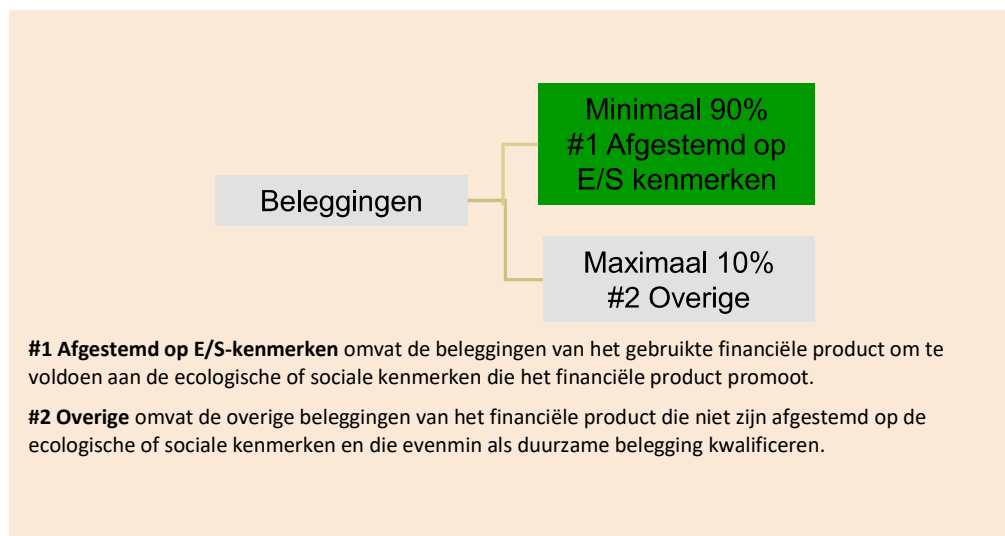 Minimaal 90%
#1 Afgestemd op
E/S kenmerken
Beleggingen
Maximaal 10%
#2 Overige
#1 Afgestemd op E/S-kenmerken omvat de beleggingen van het gebruikte financiële product om te
voldoen aan de ecologische of sociale kenmerken die het financiële product promoot.
#2 Overige omvat de overige beleggingen van het financiële product die niet zijn afgestemd op de
ecologische of sociale kenmerken en die evenmin als duurzame belegging kwalificeren.